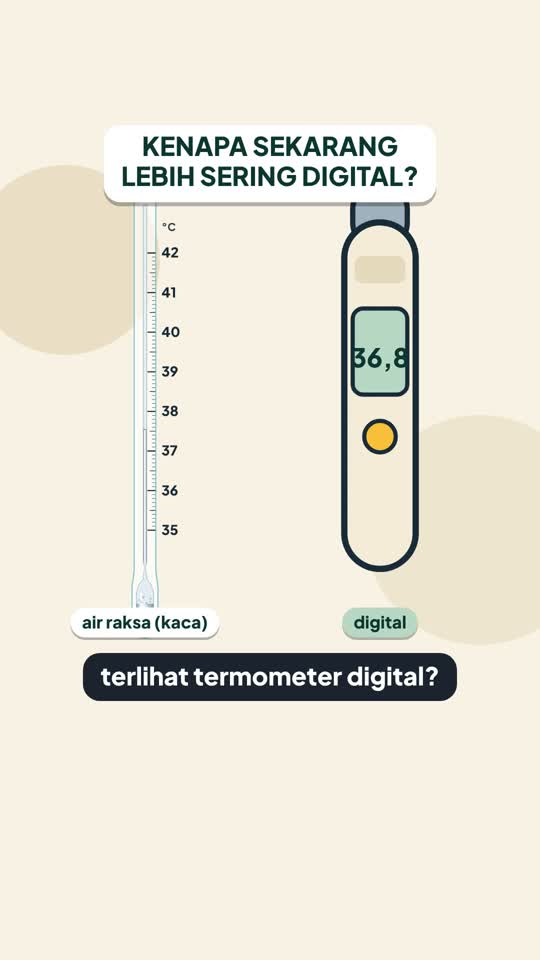 KENAPA SEKARANG
LEBIH SERING DIGITAL?
°C
42
41
40
39
38
37
36
35
36,8
air raksa (kaca)
digital
terlihat termometer digital?